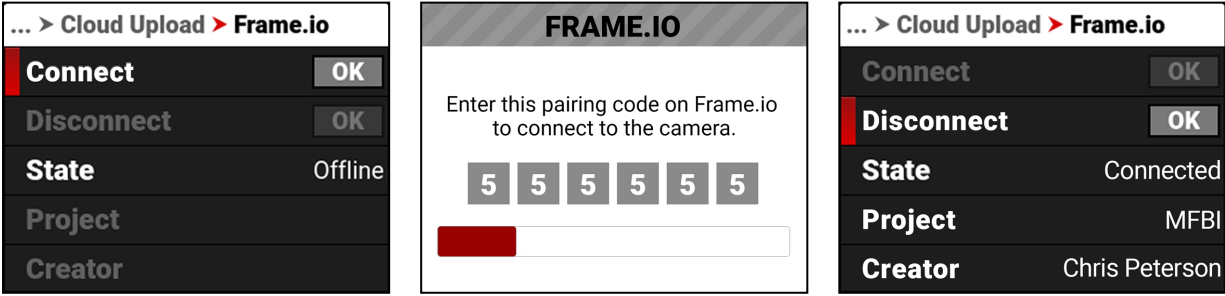 ... > Cloud Upload > Frame.io
Connect OK
Disconnect OK
State Offline
Project
Creator
FRAME.IO
Enter this pairing code on Frame.io
to connect to the camera.
5 5 5 5 5 5
... > Cloud Upload > Frame.io
Connect OK
Disconnect OK
State Connected
Project MFBI
Creator Chris Peterson